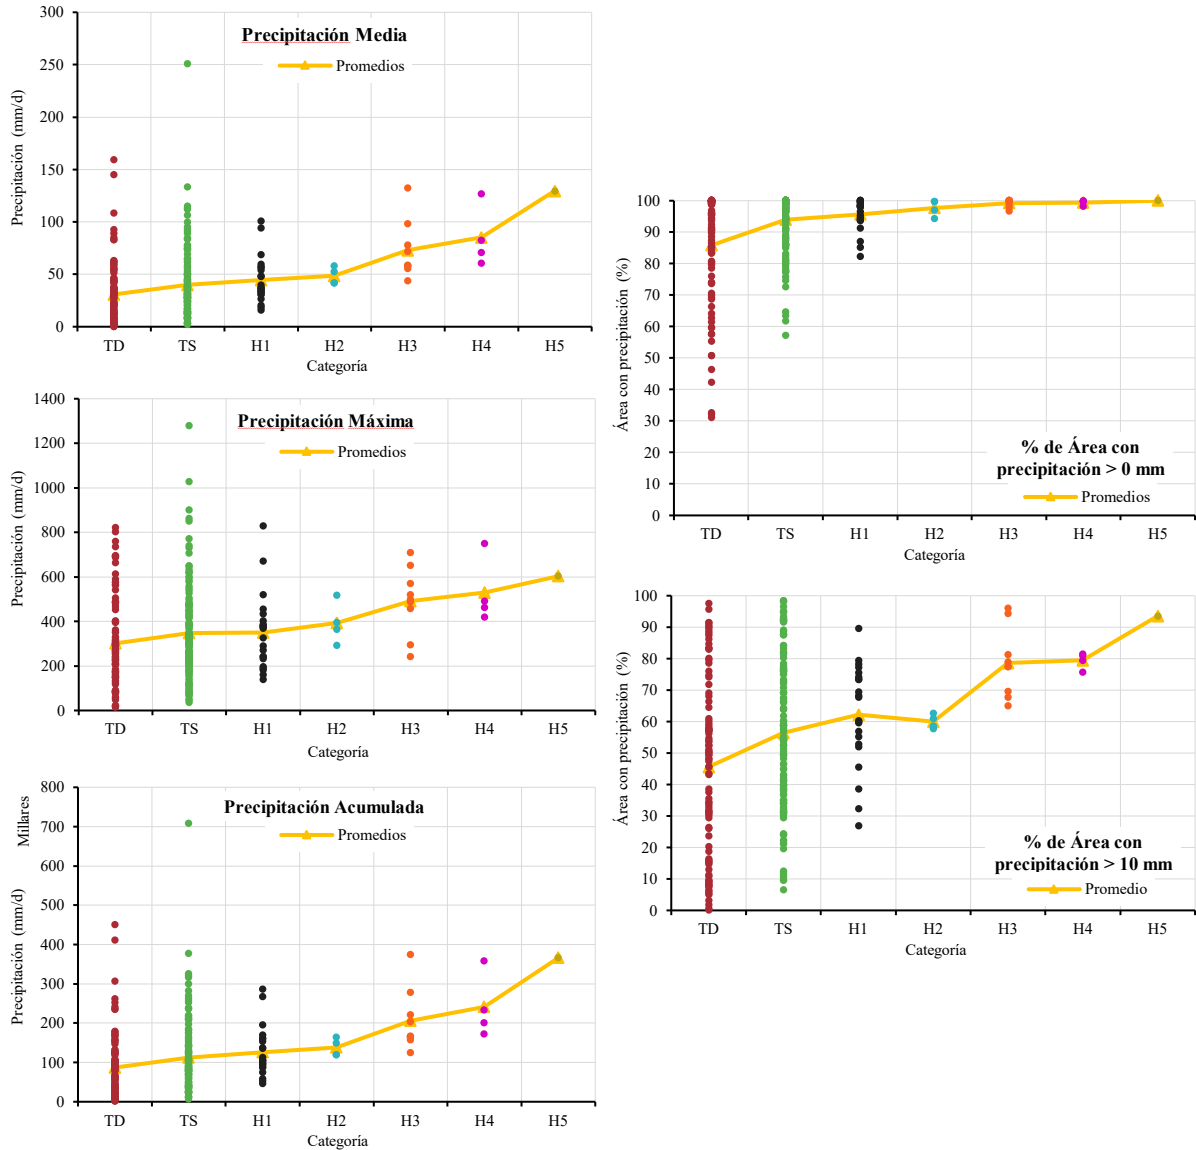 Precipitación Media
Promedios
Precipitación (mm/d)
300
250
200
150
100
50
0
TD TS H1 H2 H3 H4 H5
Categoría
Precipitación Máxima
Promedios
Precipitación (mm/d)
1400
1200
1000
800
600
400
200
0
TD TS H1 H2 H3 H4 H5
Categoría
Precipitación Acumulada
Promedios
Millares
Precipitación (mm/d)
800
700
600
500
400
300
200
100
0
TD TS H1 H2 H3 H4 H5
Categoría
Área con precipitación (%)
100
90
80
70
60
50
40
30
20
10
0
% de Área con
precipitación > 0 mm
Promedios
TD TS H1 H2 H3 H4 H5
Categoría
Área con precipitación (%)
100
90
80
70
60
50
40
30
20
10
0
% de Área con
precipitación > 10 mm
Promedio
TD TS H1 H2 H3 H4 H5
Categoría